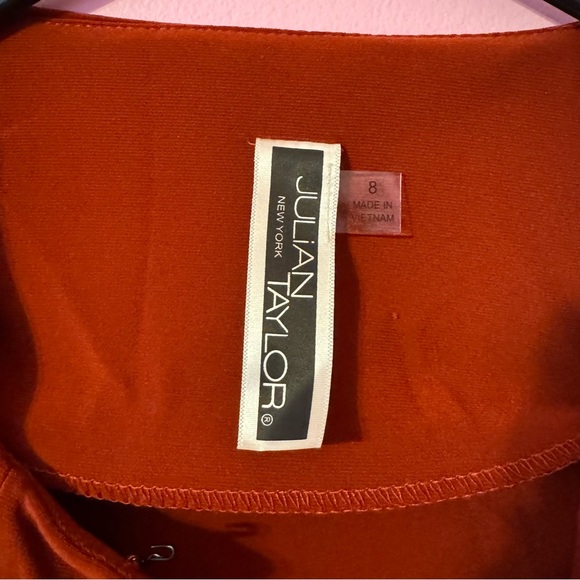 JULiAN
TAYLOR®
NEW YORK
8
MADE IN
VIETNAM